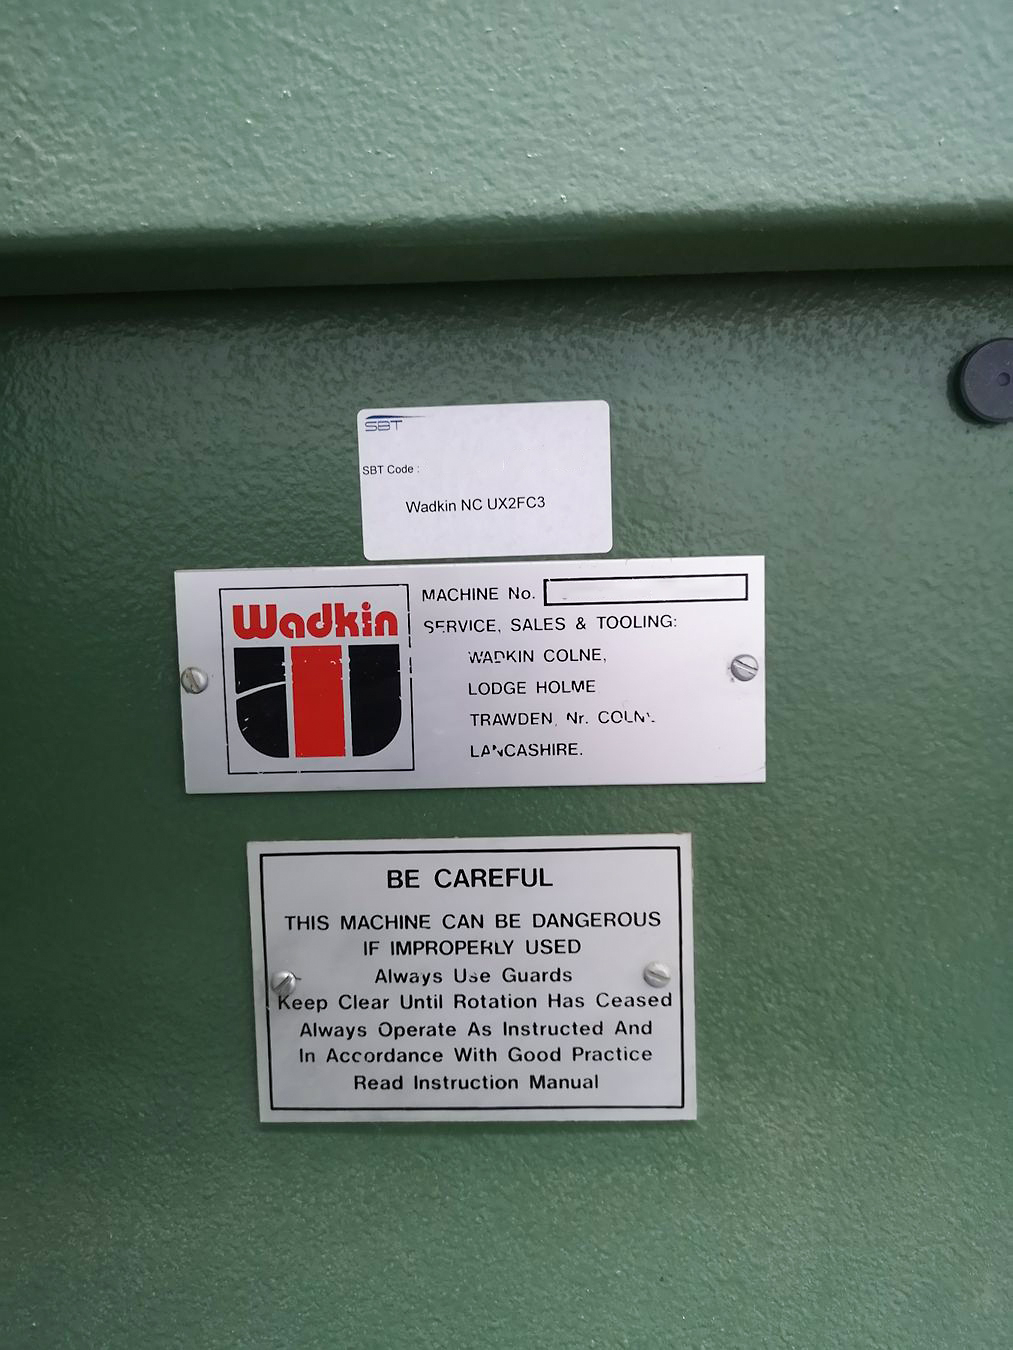 SBT
SBT Code :
Wadkin NC UX2FC3
Wadkin
MACHINE No.
SERVICE, SALES & TOOLING:
WADKIN COLNE,
LODGE HOLME
TRAWDEN, Nr. COLNE.
LANCASHIRE.
BE CAREFUL
THIS MACHINE CAN BE DANGEROUS
IF IMPROPERLY USED
Always Use Guards
Keep Clear Until Rotation Has Ceased
Always Operate As Instructed And
In Accordance With Good Practice
Read Instruction Manual